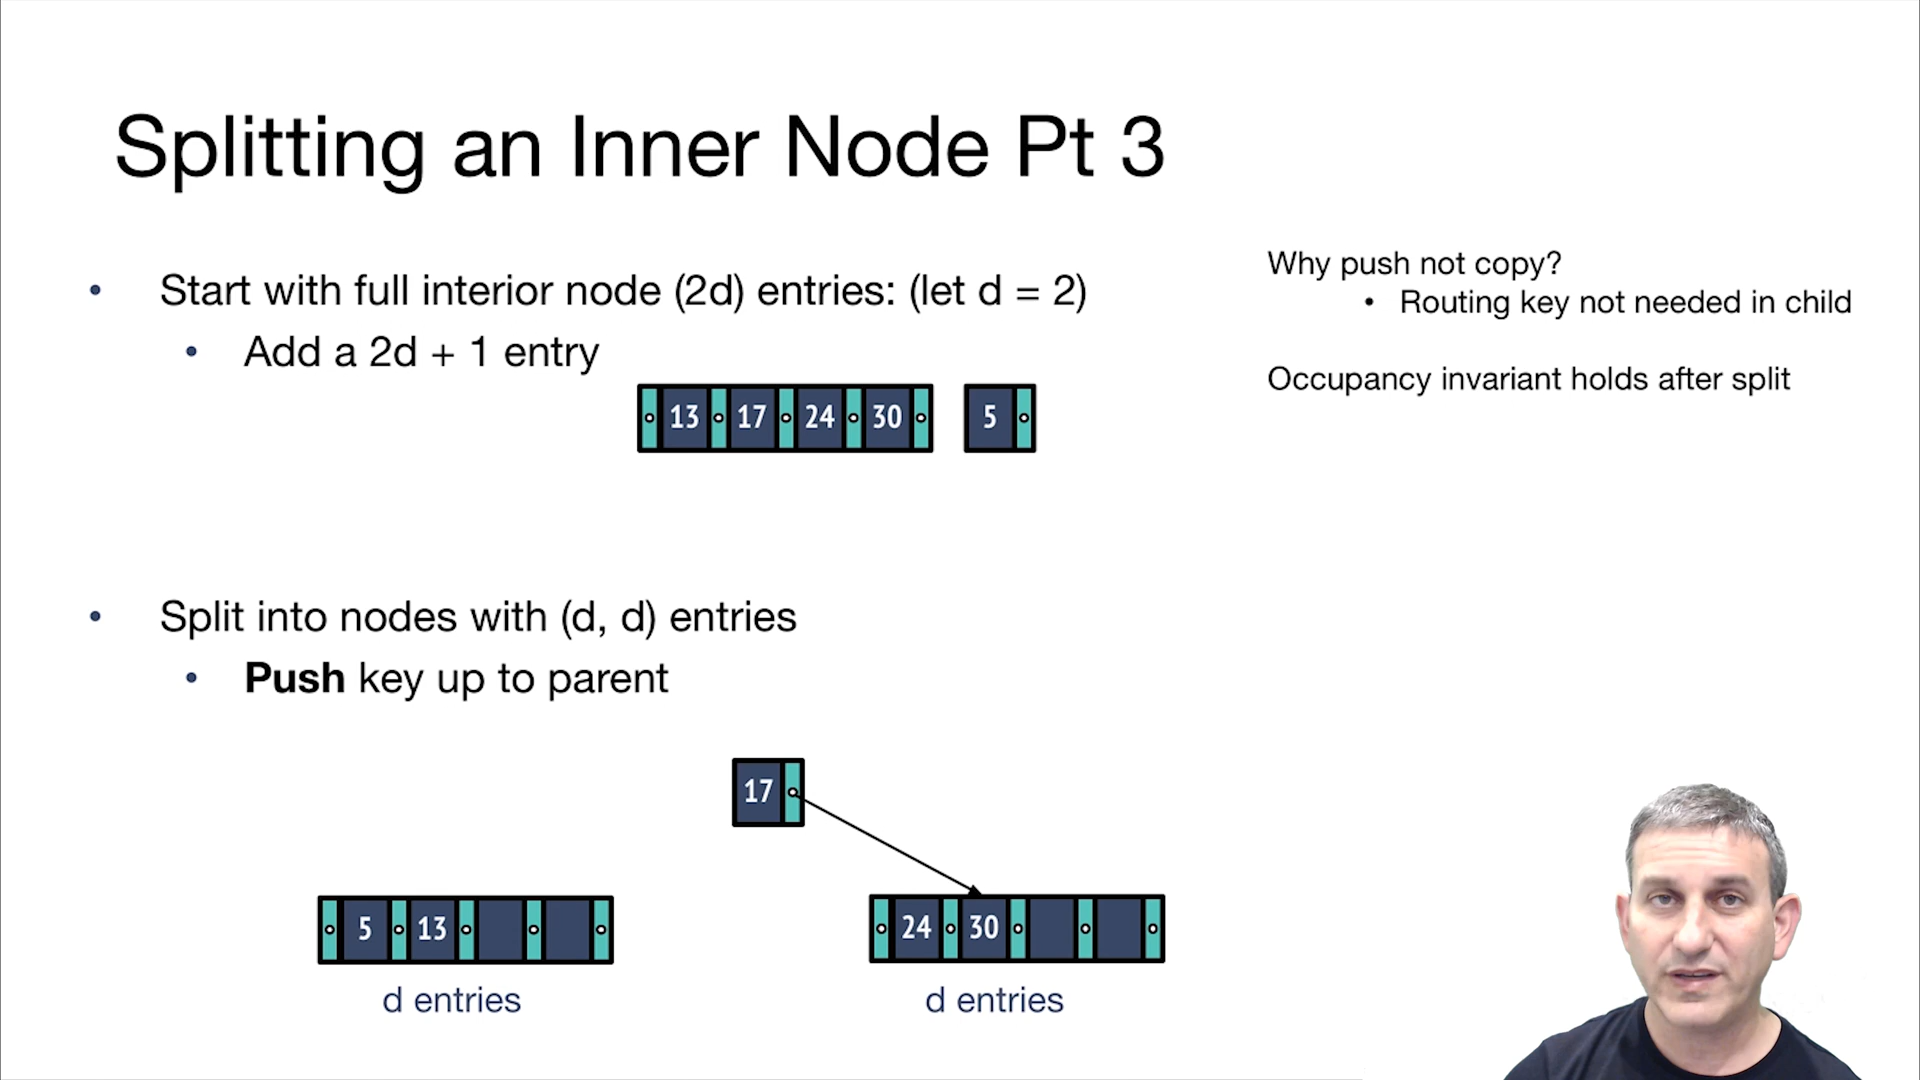 Splitting an Inner Node Pt 3
• Start with full interior node (2d) entries: (let d = 2)
• Add a 2d + 1 entry
13 17 24 30 5
Why push not copy?
• Routing key not needed in child
Occupancy invariant holds after split
• Split into nodes with (d, d) entries
• Push key up to parent
17
5 13
24 30
d entries
d entries